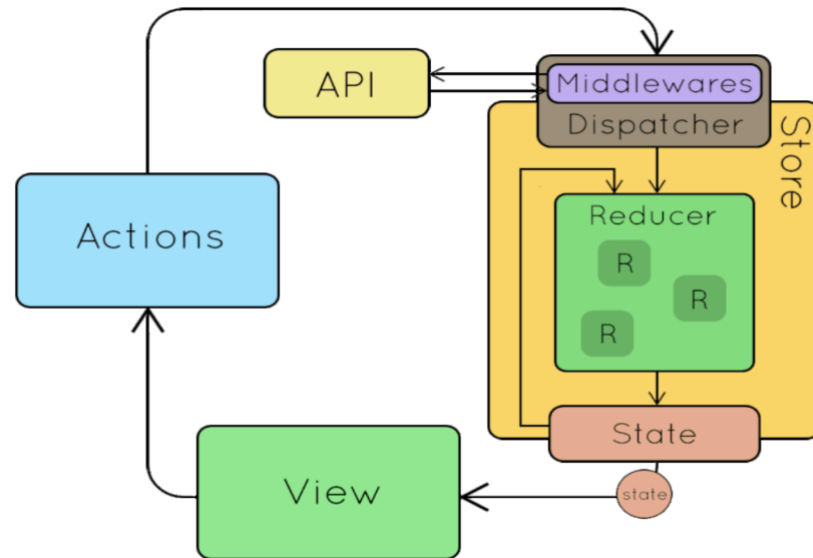 API
Middlewares
Dispatcher
Store
Actions
Reducer
R
R
R
State
View
state